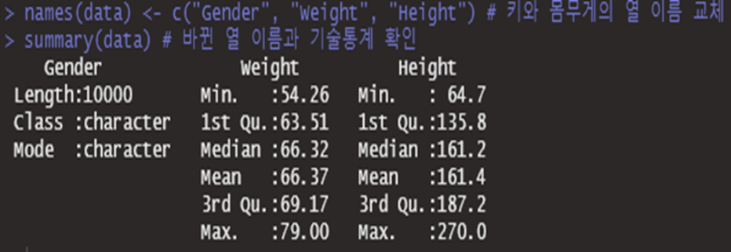 > names(data) <- c("Gender", "Weight", "Height") # 키와 몸무게의 열 이름 교체
> summary(data) # 바뀐 열 이름과 기술통계 확인
Gender Weight Height
Length:10000 Min. :54.26 Min. : 64.7
Class :character 1st Qu.:63.51 1st Qu.:135.8
Mode :character Median :66.32 Median :161.2
Mean :66.37 Mean :161.4
3rd Qu.:69.17 3rd Qu.:187.2
Max. :79.00 Max. :270.0